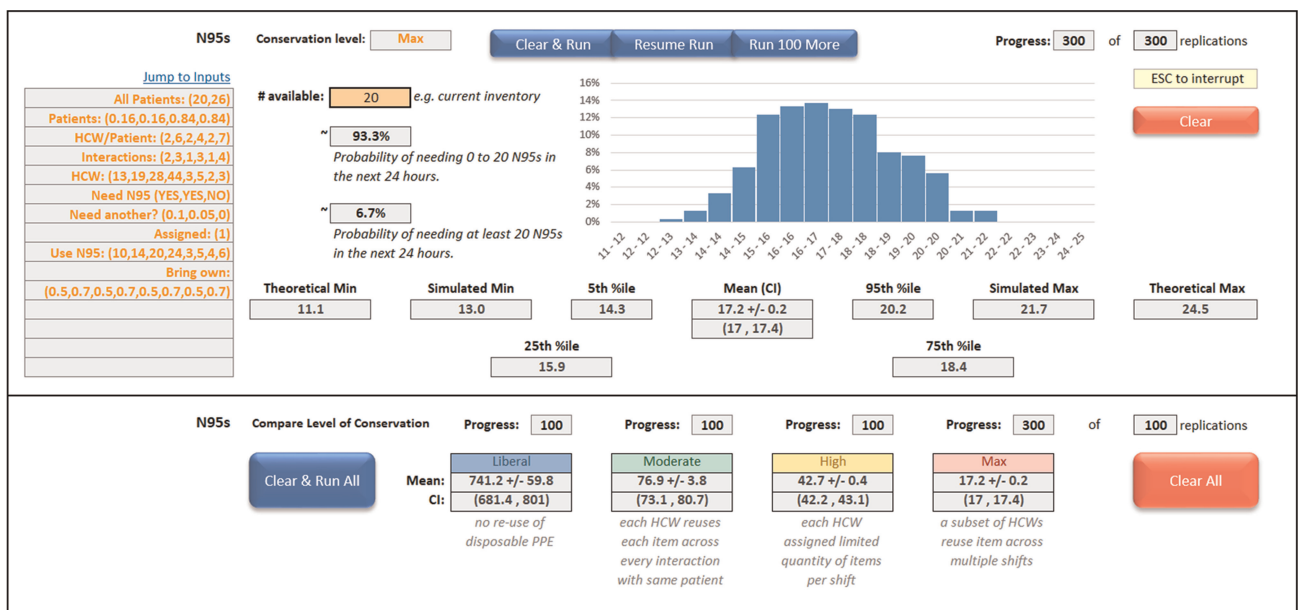 N95s Conservation level: Max Clear & Run Resume Run Run 100 More Progress: 300 of 300 replications
Jump to Inputs
ESC to interrupt
Clear
All Patients: (20,26)
Patients: (0.16,0.16,0.84,0.84)
HCW/Patient: (2,6,2,4,2,7)
Interactions: (2,3,1,3,1,4)
HCW: (13,19,28,44,3,5,2,3)
Need N95 (YES,YES,NO)
Need another? (0.1,0.05,0)
Assigned: (1)
Use N95: (10,14,20,24,3,5,4,6)
Bring own:
(0.5,0.7,0.5,0.7,0.5,0.7,0.5,0.7)
# available: 20 e.g. current inventory
~ 93.3%
Probability of needing 0 to 20 N95s in
the next 24 hours.
~ 6.7%
Probability of needing at least 20 N95s
in the next 24 hours.
16%
14%
12%
10%
8%
6%
4%
2%
0%
11 - 12 12 - 12 12 - 13 13 - 14 14 - 14 14 - 15 15 - 16 16 - 16 16 - 17 17 - 18 18 - 18 18 - 19 19 - 20 20 - 20 20 - 21 21 - 22 22 - 22 22 - 23 23 - 24 24 - 25
Theoretical Min Simulated Min 5th %ile Mean (CI) 95th %ile Simulated Max Theoretical Max
11.1 13.0 14.3 17.2 +/- 0.2 20.2 21.7 24.5
(17 , 17.4)
25th %ile 75th %ile
15.9 18.4
N95s Compare Level of Conservation Progress: 100 Progress: 100 Progress: 100 Progress: 300 of 100 replications
Clear & Run All
Liberal Moderate High Max
Mean: 741.2 +/- 59.8 76.9 +/- 3.8 42.7 +/- 0.4 17.2 +/- 0.2
CI: (681.4 , 801) (73.1 , 80.7) (42.2 , 43.1) (17 , 17.4)
Clear All
no re-use of
disposable PPE
each HCW reuses
each item across
every interaction
with same patient
each HCW
assigned limited
quantity of items
per shift
a subset of HCWs
reuse item across
multiple shifts